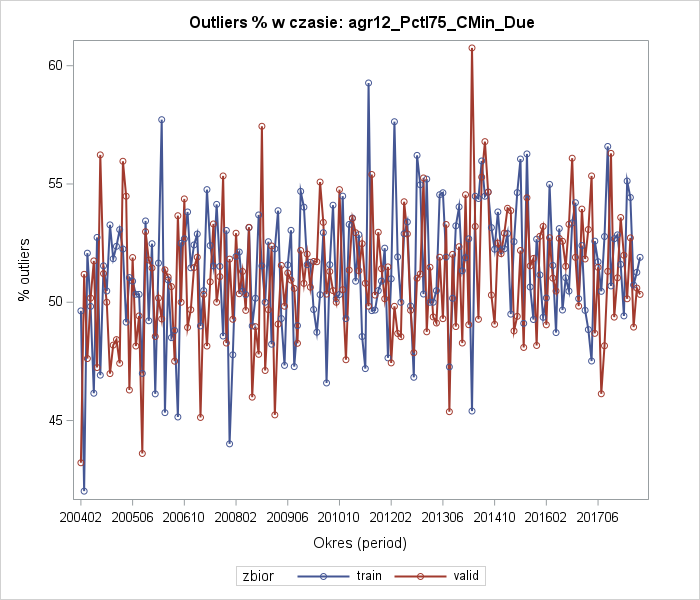 Outliers % w czasie: agr12_Pctl75_CMin_Due
60
55
50
45
% outliers
200402 200506 200610 200802 200906 201010 201202 201306 201410 201602 201706
Okres (period)
zbior train valid